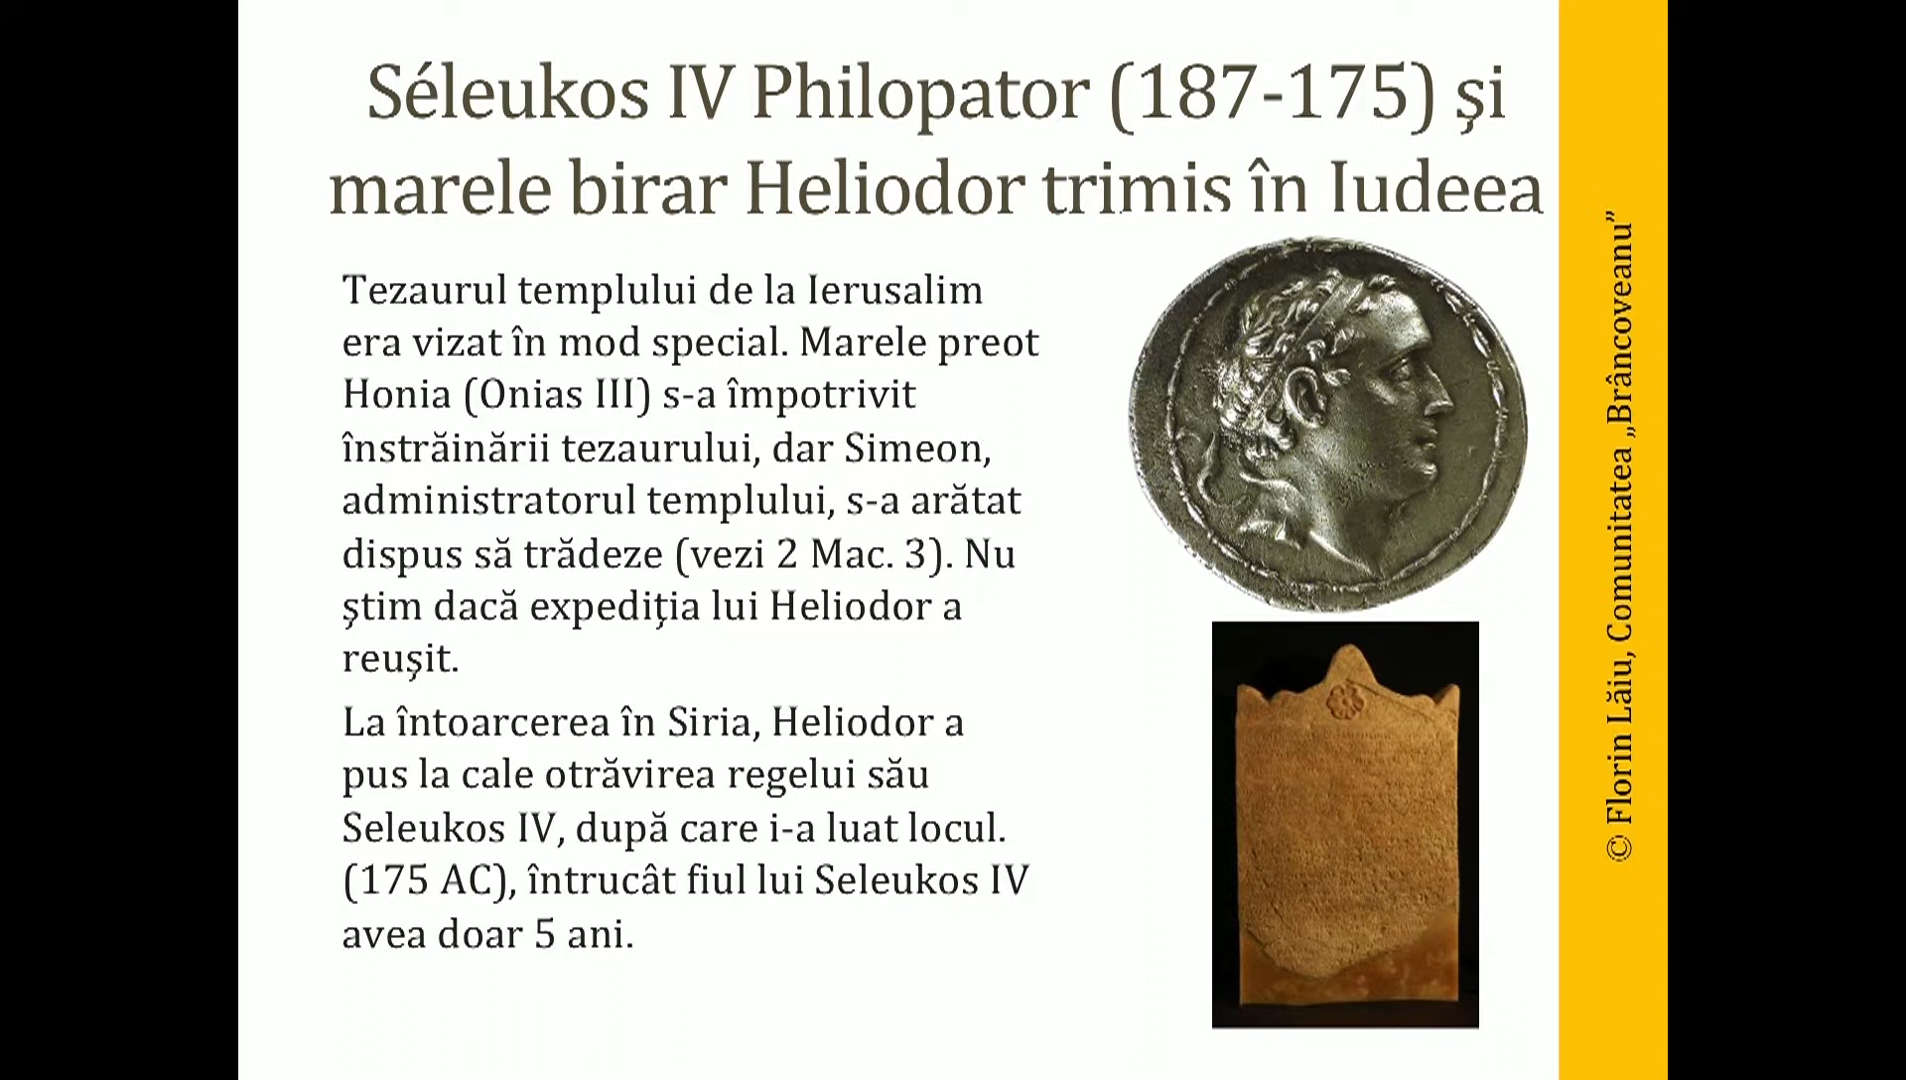 Séleukos IV Philopator (187-175) şi
marele birar Heliodor trimis în Iudeea
Tezaurul templului de la Ierusalim
era vizat în mod special. Marele preot
Honia (Onias III) s-a împotrivit
înstrăinării tezaurului, dar Simeon,
administratorul templului, s-a arătat
dispus să trădeze (vezi 2 Mac. 3). Nu
ştim dacă expediţia lui Heliodor a
reuşit.
La întoarcerea în Siria, Heliodor a
pus la cale otrăvirea regelui său
Seleukos IV, după care i-a luat locul.
(175 AC), întrucât fiul lui Seleukos IV
avea doar 5 ani.
© Florin Lăiu, Comunitatea „Brâncoveanu”